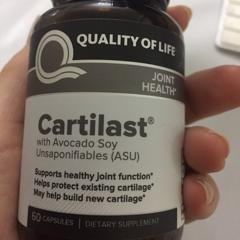 QUALITY OF LIFE
JOINT
HEALTH*
Cartilast®
with Avocado Soy
Unsaponifiables (ASU)
Supports healthy joint function*
Helps protect existing cartilage*
May help build new cartilage*
60 CAPSULES | DIETARY SUPPLEMENT